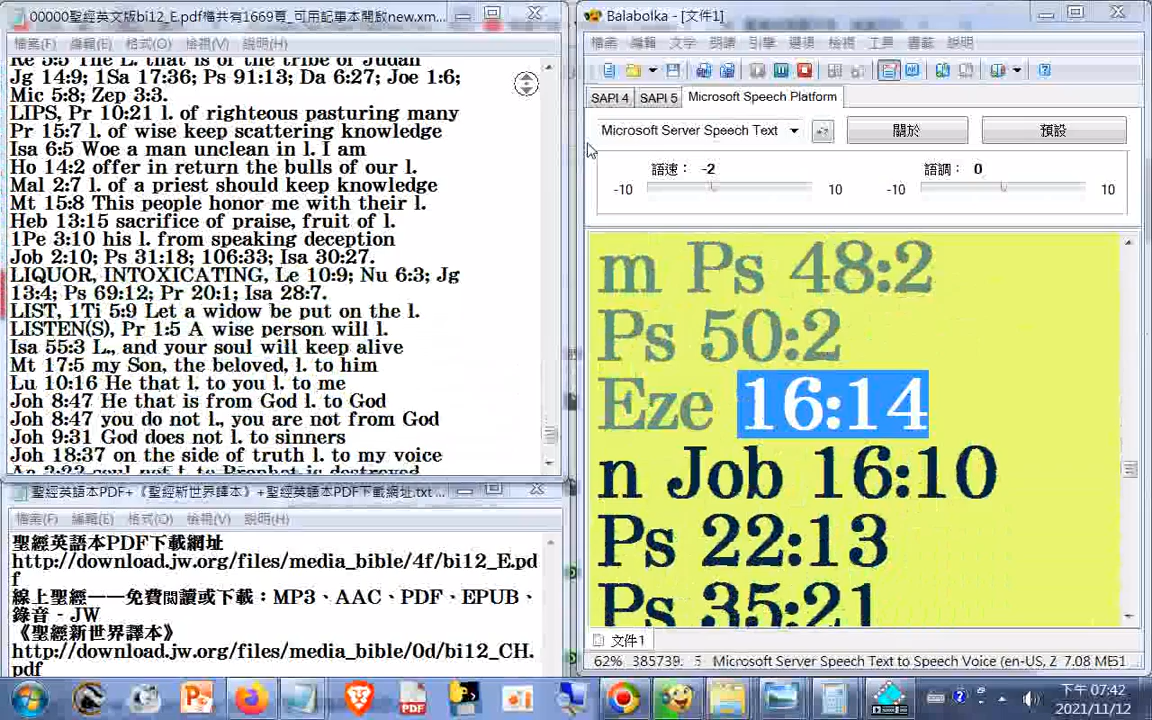 00000聖經英文版bi12_E.pdf檔共有1669頁_可用記事本開啟new.xm...
檔案(F) 編輯(E) 格式(O) 檢視(V) 說明(H)
Re 5:5 The L. that is of the tribe of Judah
Jg 14:9; 1Sa 17:36; Ps 91:13; Da 6:27; Joe 1:6;
Mic 5:8; Zep 3:3.
LIPS, Pr 10:21 l. of righteous pasturing many
Pr 15:7 l. of wise keep scattering knowledge
Isa 6:5 Woe a man unclean in l. I am
Ho 14:2 offer in return the bulls of our l.
Mal 2:7 l. of a priest should keep knowledge
Mt 15:8 This people honor me with their l.
Heb 13:15 sacrifice of praise, fruit of l.
1Pe 3:10 his l. from speaking deception
Job 2:10; Ps 31:18; 106:33; Isa 30:27.
LIQUOR, INTOXICATING, Le 10:9; Nu 6:3; Jg
13:4; Ps 69:12; Pr 20:1; Isa 28:7.
LIST, 1Ti 5:9 Let a widow be put on the l.
LISTEN(S), Pr 1:5 A wise person will l.
Isa 55:3 L., and your soul will keep alive
Mt 17:5 my Son, the beloved, l. to him
Lu 10:16 He that l. to you l. to me
Joh 8:47 He that is from God l. to God
Joh 8:47 you do not l., you are not from God
Joh 9:31 God does not l. to sinners
Joh 18:37 on the side of truth l. to my voice
Ac 3:23 soul not l. to Prophet is destroyed
聖經英語本PDF+《聖經新世界譯本》+聖經英語本PDF下載網址.txt ...
檔案(F) 編輯(E) 格式(O) 檢視(V) 說明(H)
聖經英語本PDF下載網址
http://download.jw.org/files/media_bible/4f/bi12_E.pd
f
線上聖經——免費閱讀或下載：MP3、AAC、PDF、EPUB、
錄音 - JW
《聖經新世界譯本》
http://download.jw.org/files/media_bible/0d/bi12_CH.
pdf
Balabolka - [文件1]
檔案 編輯 文字 朗讀 引擎 選項 檢視 工具 書籤 說明
SAPI 4 SAPI 5 Microsoft Speech Platform
Microsoft Server Speech Text 關於 預設
語速： -2 語調： 0
-10 10 -10 10
m Ps 48:2
Ps 50:2
Eze 16:14
n Job 16:10
Ps 22:13
Ps 35:21
文件1
62% 385739: 5 Microsoft Server Speech Text to Speech Voice (en-US, Z 7.08 MB51
下午 07:42
2021/11/12